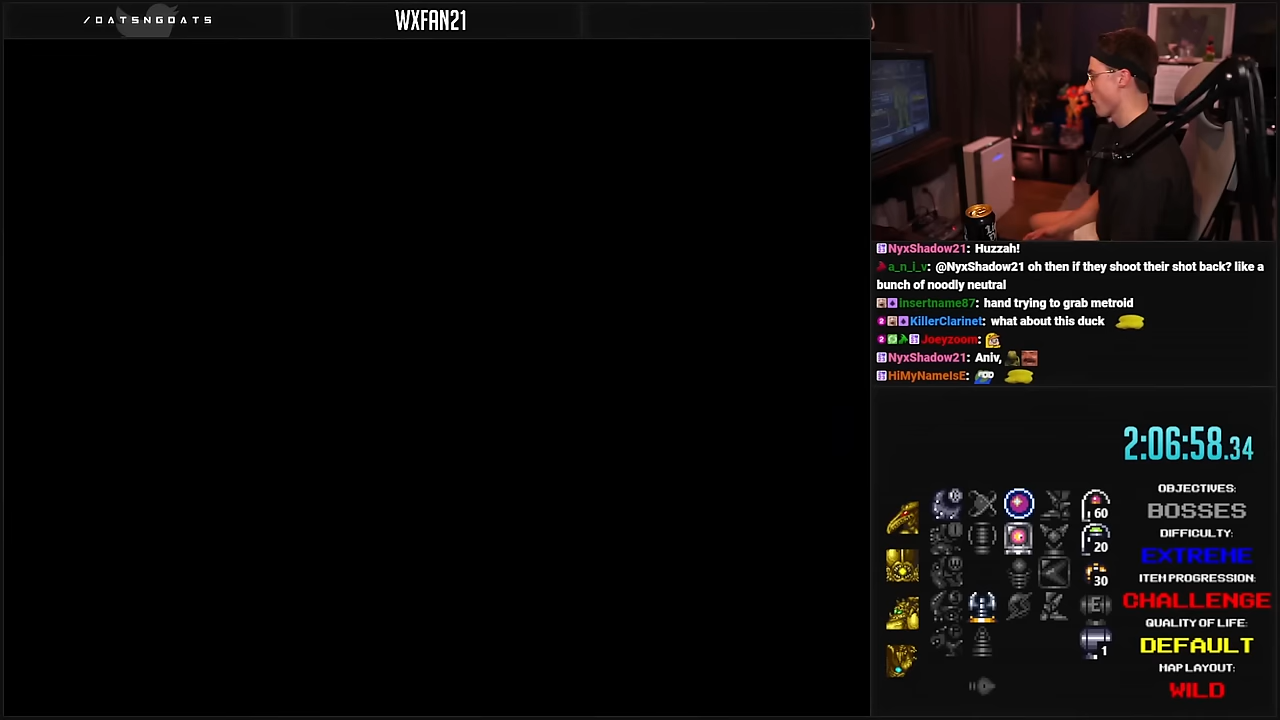 /OATSNGOATS
WXFAN21
NyxShadow21: Huzzah!
a_n_i_v: @NyxShadow21 oh then if they shoot their shot back? like a
bunch of noodly neutral
insertname87: hand trying to grab metroid
KillerClarinet: what about this duck
Joeyzoom:
NyxShadow21: Aniv,
HiMyNameIsE:
2:06:58.34
OBJECTIVES:
BOSSES
DIFFICULTY:
EXTREME
ITEM PROGRESSION:
CHALLENGE
QUALITY OF LIFE:
DEFAULT
MAP LAYOUT:
WILD
60
20
30
E
1